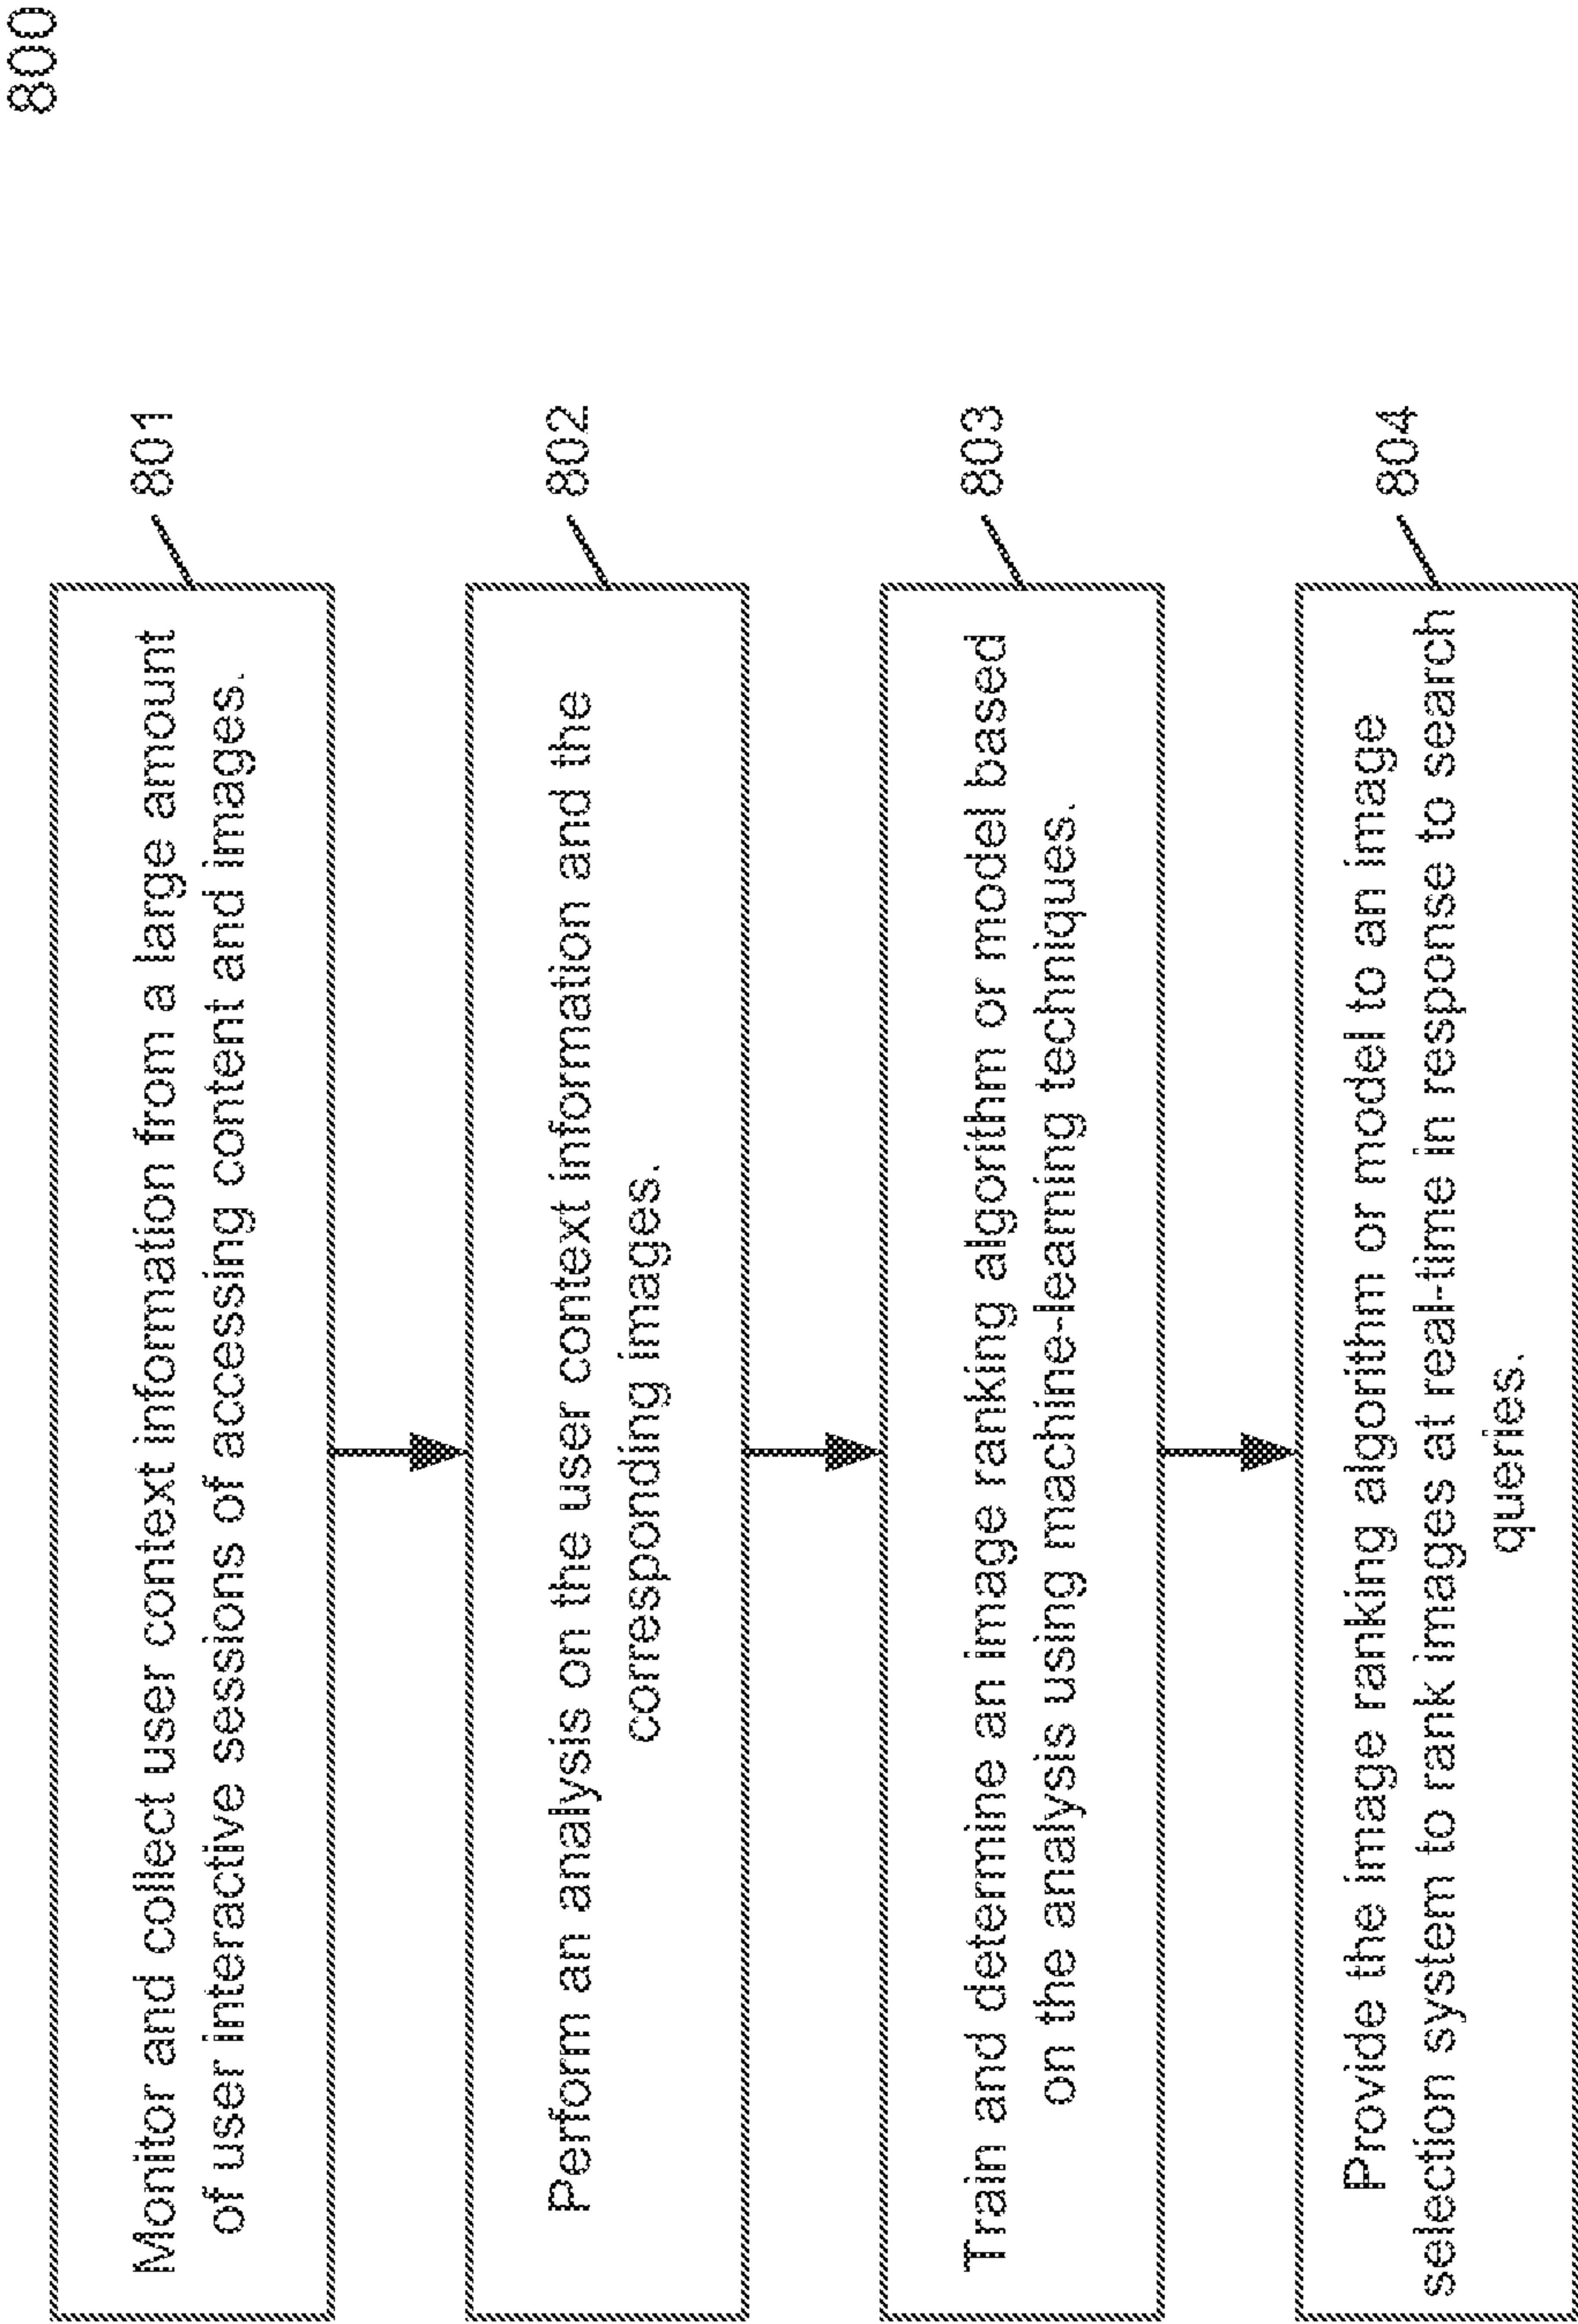 800
801
Monitor and collect user context information from a large amount
of user interactive sessions of accessing content and images.
802
Perform an analysis on the user context information and the
corresponding images.
803
Train and determine an image ranking algorithm or model based
on the analysis using machine-learning techniques.
804
Provide the image ranking algorithm or model to an image
selection system to rank images at real-time in response to search
queries.